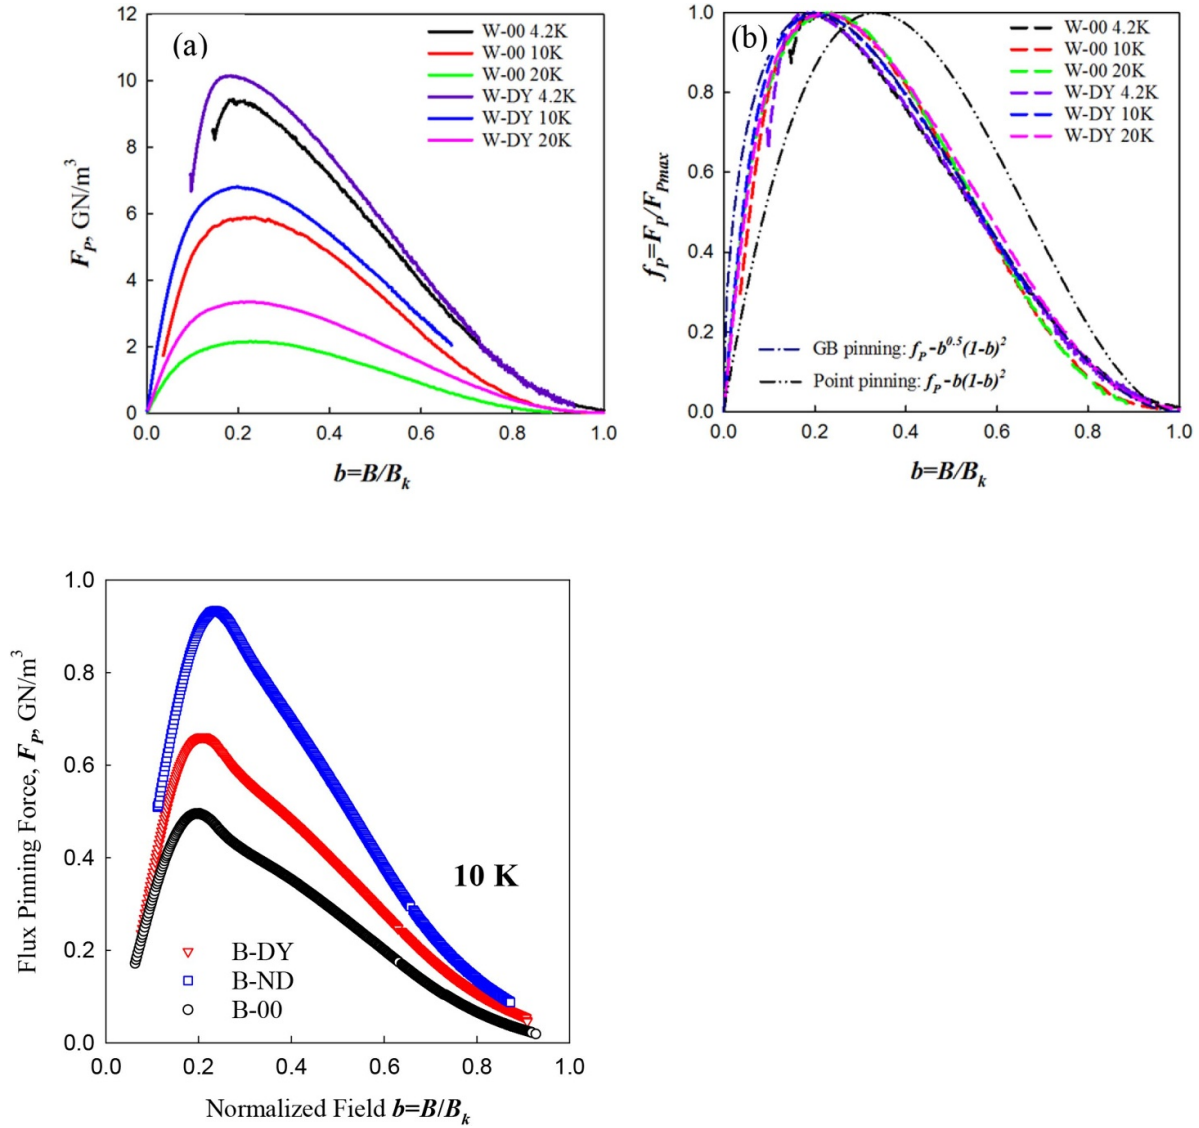 (a)
W-00 4.2K
W-00 10K
W-00 20K
W-DY 4.2K
W-DY 10K
W-DY 20K
F_P, GN/m^3
12
10
8
6
4
2
0
0.0 0.2 0.4 0.6 0.8 1.0
b=B/B_k
(b)
W-00 4.2K
W-00 10K
W-00 20K
W-DY 4.2K
W-DY 10K
W-DY 20K
f_P=F_P/F_Pmax
1.0
0.8
0.6
0.4
0.2
0.0
GB pinning: f_P~b^0.5(1-b)^2
Point pinning: f_P~b(1-b)^2
0.0 0.2 0.4 0.6 0.8 1.0
b=B/B_k
Flux Pinning Force, F_P, GN/m^3
1.0
0.8
0.6
0.4
0.2
0.0
10 K
B-DY
B-ND
B-00
0.0 0.2 0.4 0.6 0.8 1.0
Normalized Field b=B/B_k